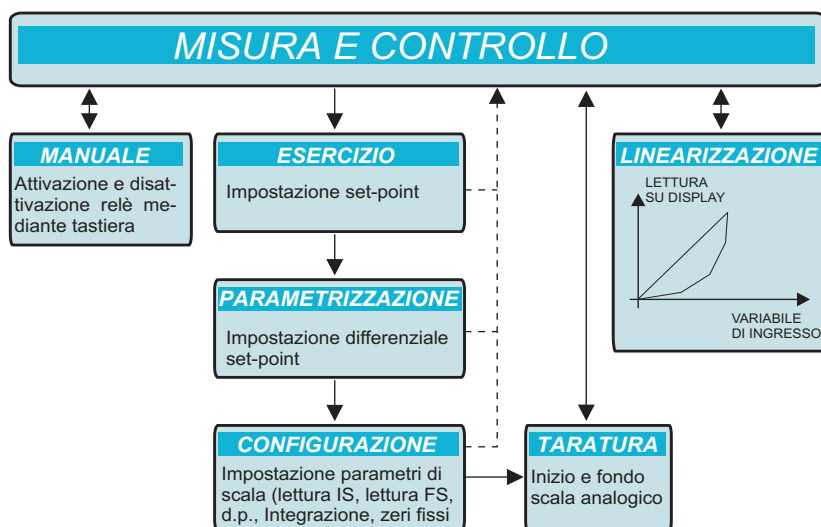 MISURA E CONTROLLO
MANUALE
Attivazione e disat-
tivazione relè me-
diante tastiera
ESERCIZIO
Impostazione set-point
PARAMETRIZZAZIONE
Impostazione differenziale
set-point
CONFIGURAZIONE
Impostazione parametri di
scala (lettura IS, lettura FS,
d.p., Integrazione, zeri fissi
TARATURA
Inizio e fondo
scala analogico
LINEARIZZAZIONE
LETTURA
SU DISPLAY
VARIABILE
DI INGRESSO